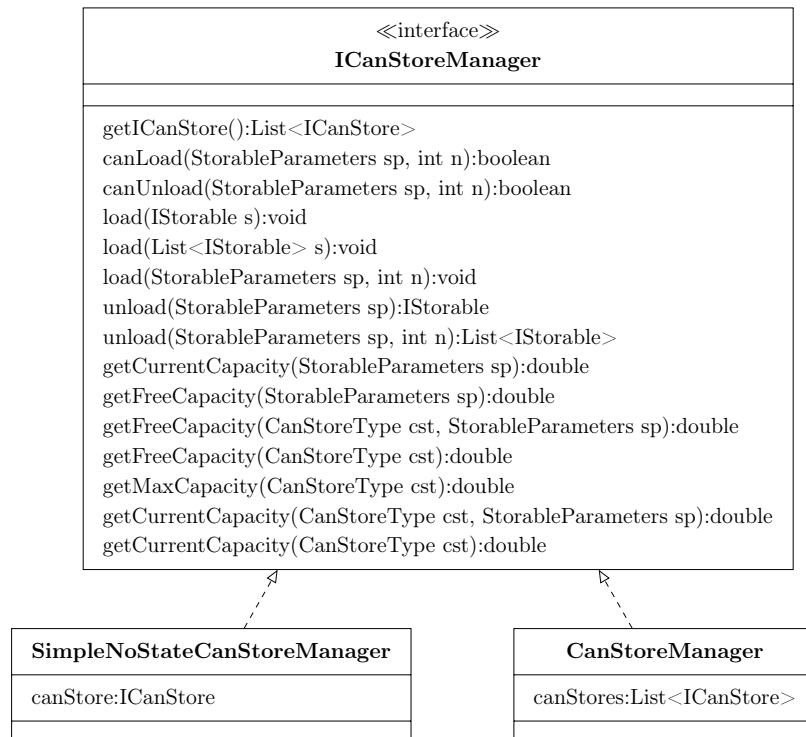 ≪interface≫
ICanStoreManager
getICanStore():List<ICanStore>
canLoad(StorableParameters sp, int n):boolean
canUnload(StorableParameters sp, int n):boolean
load(IStorable s):void
load(List<IStorable> s):void
load(StorableParameters sp, int n):void
unload(StorableParameters sp):IStorable
unload(StorableParameters sp, int n):List<IStorable>
getCurrentCapacity(StorableParameters sp):double
getFreeCapacity(StorableParameters sp):double
getFreeCapacity(CanStoreType cst, StorableParameters sp):double
getFreeCapacity(CanStoreType cst):double
getMaxCapacity(CanStoreType cst):double
getCurrentCapacity(CanStoreType cst, StorableParameters sp):double
getCurrentCapacity(CanStoreType cst):double
SimpleNoStateCanStoreManager
canStore:ICanStore
CanStoreManager
canStores:List<ICanStore>